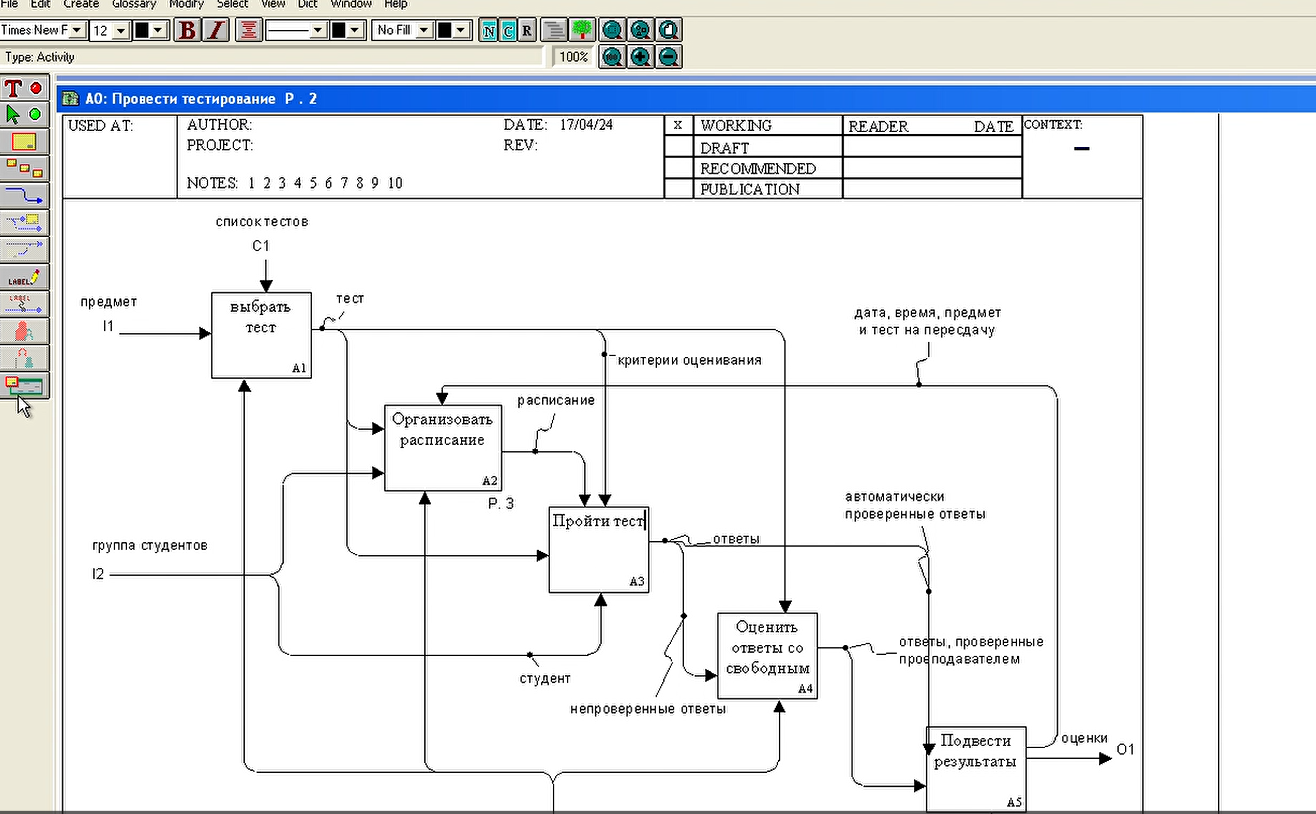 File Edit Create Glossary Modify Select View Dict Window Help
Times New F 12 B I No Fill N C R
Type: Activity 100%
A0: Провести тестирование P . 2
USED AT:
AUTHOR:
DATE: 17/04/24
PROJECT:
REV:
NOTES: 1 2 3 4 5 6 7 8 9 10
X WORKING
DRAFT
RECOMMENDED
PUBLICATION
READER DATE
CONTEXT:
T
LABEL
LABEL
список тестов
C1
предмет
I1
выбрать
тест
A1
тест
дата, время, предмет
и тест на пересдачу
критерии оценивания
расписание
Организовать
расписание
A2
P. 3
автоматически
проверенные ответы
Пройти тест
A3
ответы
группа студентов
I2
Оценить
ответы со
свободным
A4
ответы, проверенные
проеподавателем
студент
непроверенные ответы
Подвести
результаты
A5
оценки
O1